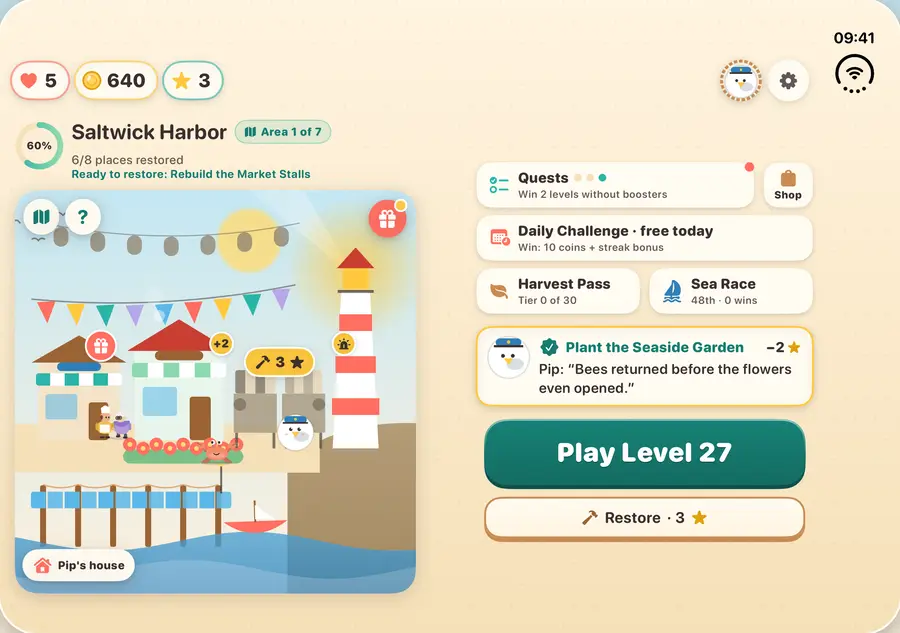 09:41
5
640
3
60%
Saltwick Harbor
Area 1 of 7
6/8 places restored
Ready to restore: Rebuild the Market Stalls
?
+2
3
Pip's house
Quests
Win 2 levels without boosters
Shop
Daily Challenge · free today
Win: 10 coins + streak bonus
Harvest Pass
Tier 0 of 30
Sea Race
48th · 0 wins
Plant the Seaside Garden
−2
Pip: “Bees returned before the flowers
even opened.”
Play Level 27
Restore · 3